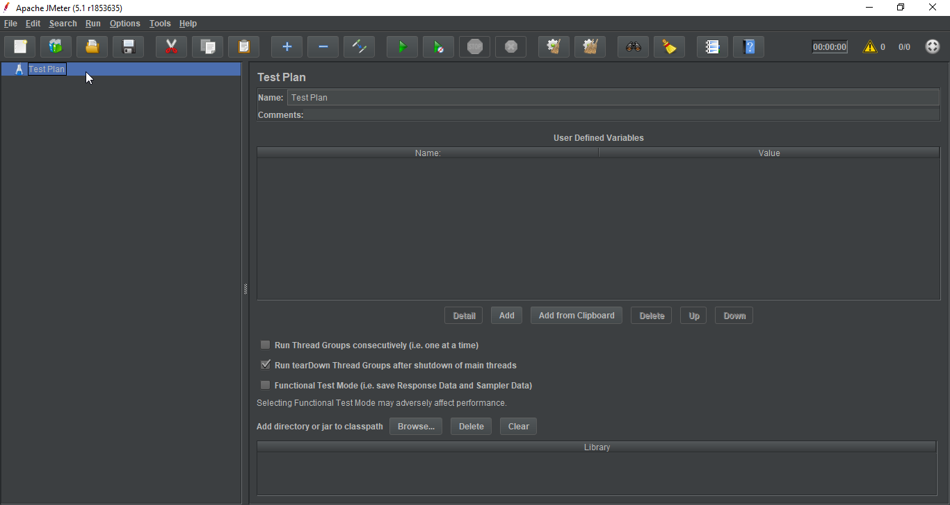 Apache JMeter (5.1 r1853635)
File Edit Search Run Options Tools Help
00:00:00 0 0/0
Test Plan
Test Plan
Name: Test Plan
Comments:
User Defined Variables
Name: Value
Detail Add Add from Clipboard Delete Up Down
Run Thread Groups consecutively (i.e. one at a time)
Run tearDown Thread Groups after shutdown of main threads
Functional Test Mode (i.e. save Response Data and Sampler Data)
Selecting Functional Test Mode may adversely affect performance.
Add directory or jar to classpath Browse... Delete Clear
Library